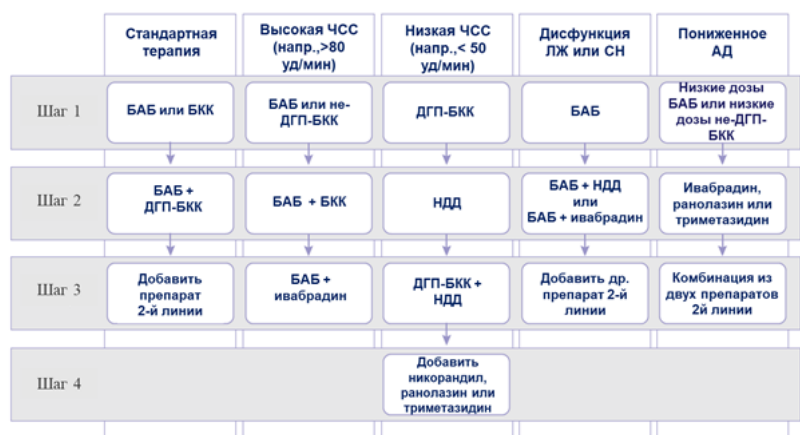 Стандартная
терапия
Высокая ЧСС
(напр.,>80
уд/мин)
Низкая ЧСС
(напр.,< 50
уд/мин)
Дисфункция
ЛЖ или СН
Пониженное
АД
Шаг 1
БАБ или БКК
БАБ или не-
ДГП-БКК
ДГП-БКК
БАБ
Низкие дозы
БАБ или низкие
дозы не-ДГП-
БКК
Шаг 2
БАБ +
ДГП-БКК
БАБ + БКК
НДД
БАБ + НДД
или
БАБ + ивабрадин
Ивабрадин,
ранолазин или
триметазидин
Шаг 3
Добавить
препарат
2-й линии
БАБ +
ивабрадин
ДГП-БКК +
НДД
Добавить др.
препарат 2-й
линии
Комбинация из
двух препаратов
2й линии
Шаг 4
Добавить
никорандил,
ранолазин или
триметазидин